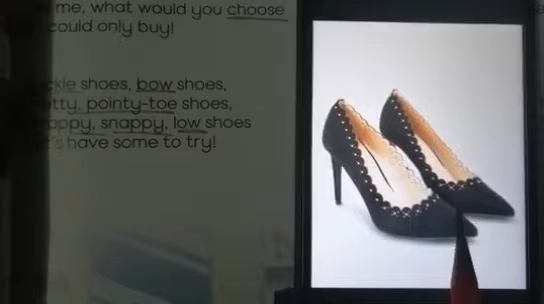 me, what would you choose
could only buy!
shoes, bow shoes,
pointy-toe shoes,
snappy, low shoes
have some to try!